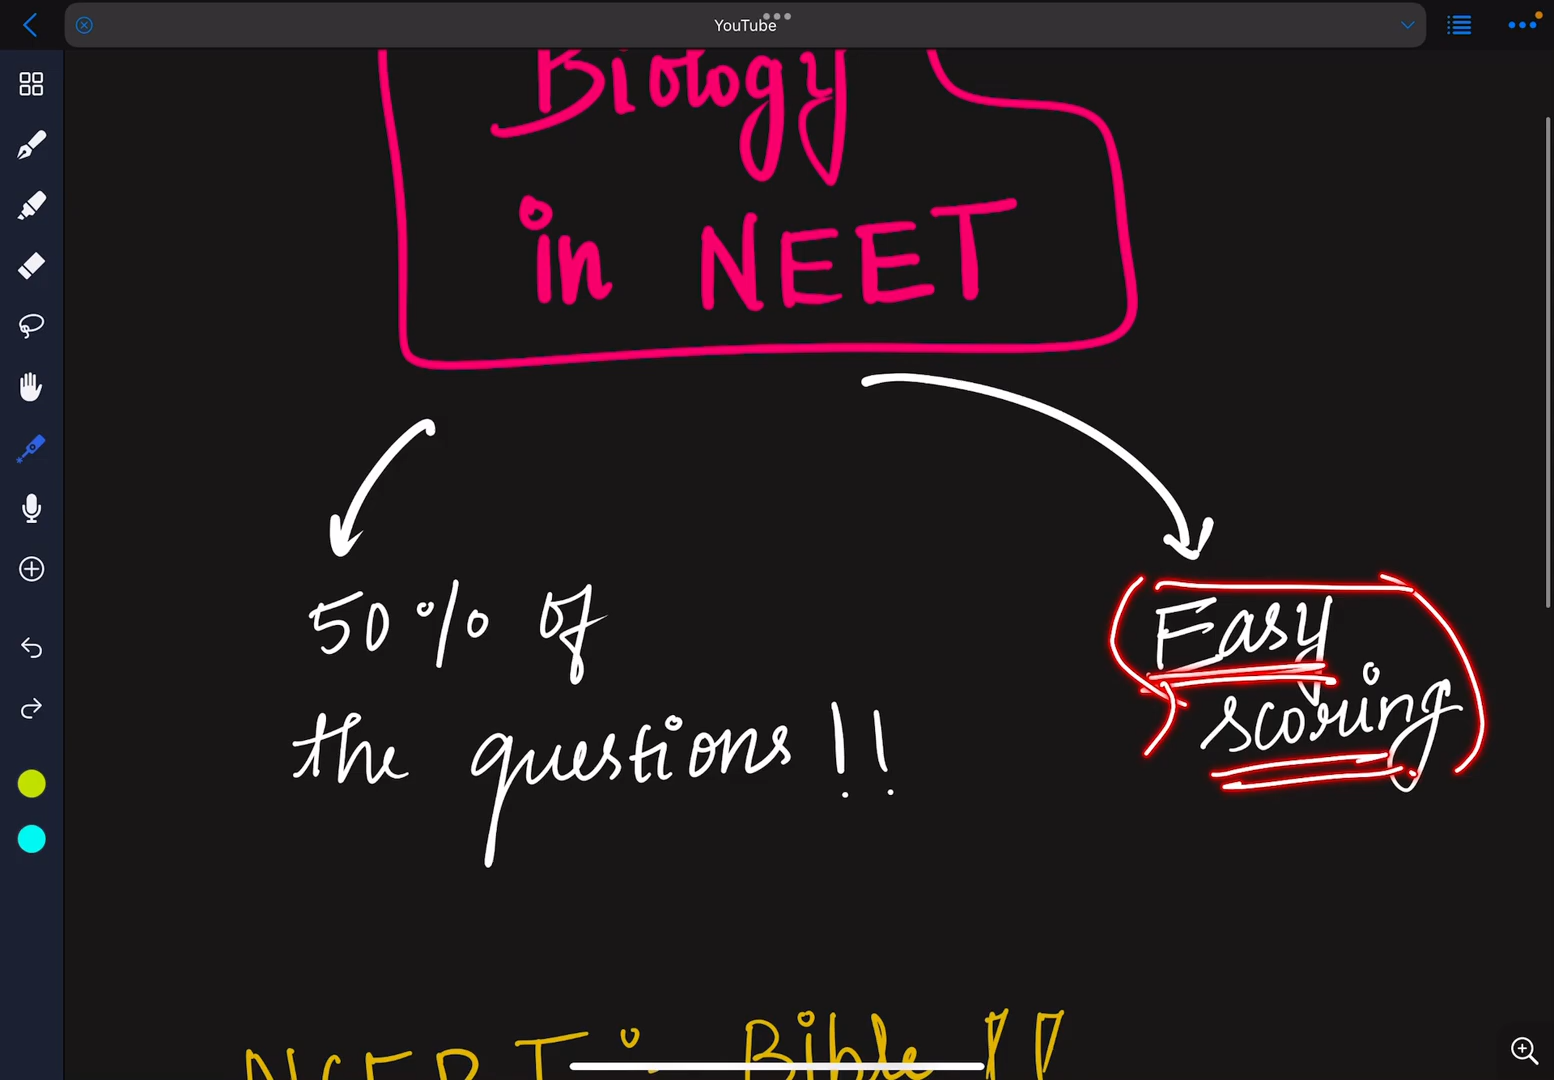 YouTube
Biology
in NEET
50% of
the questions !!
Easy
scoring
NCERT : Bible !!